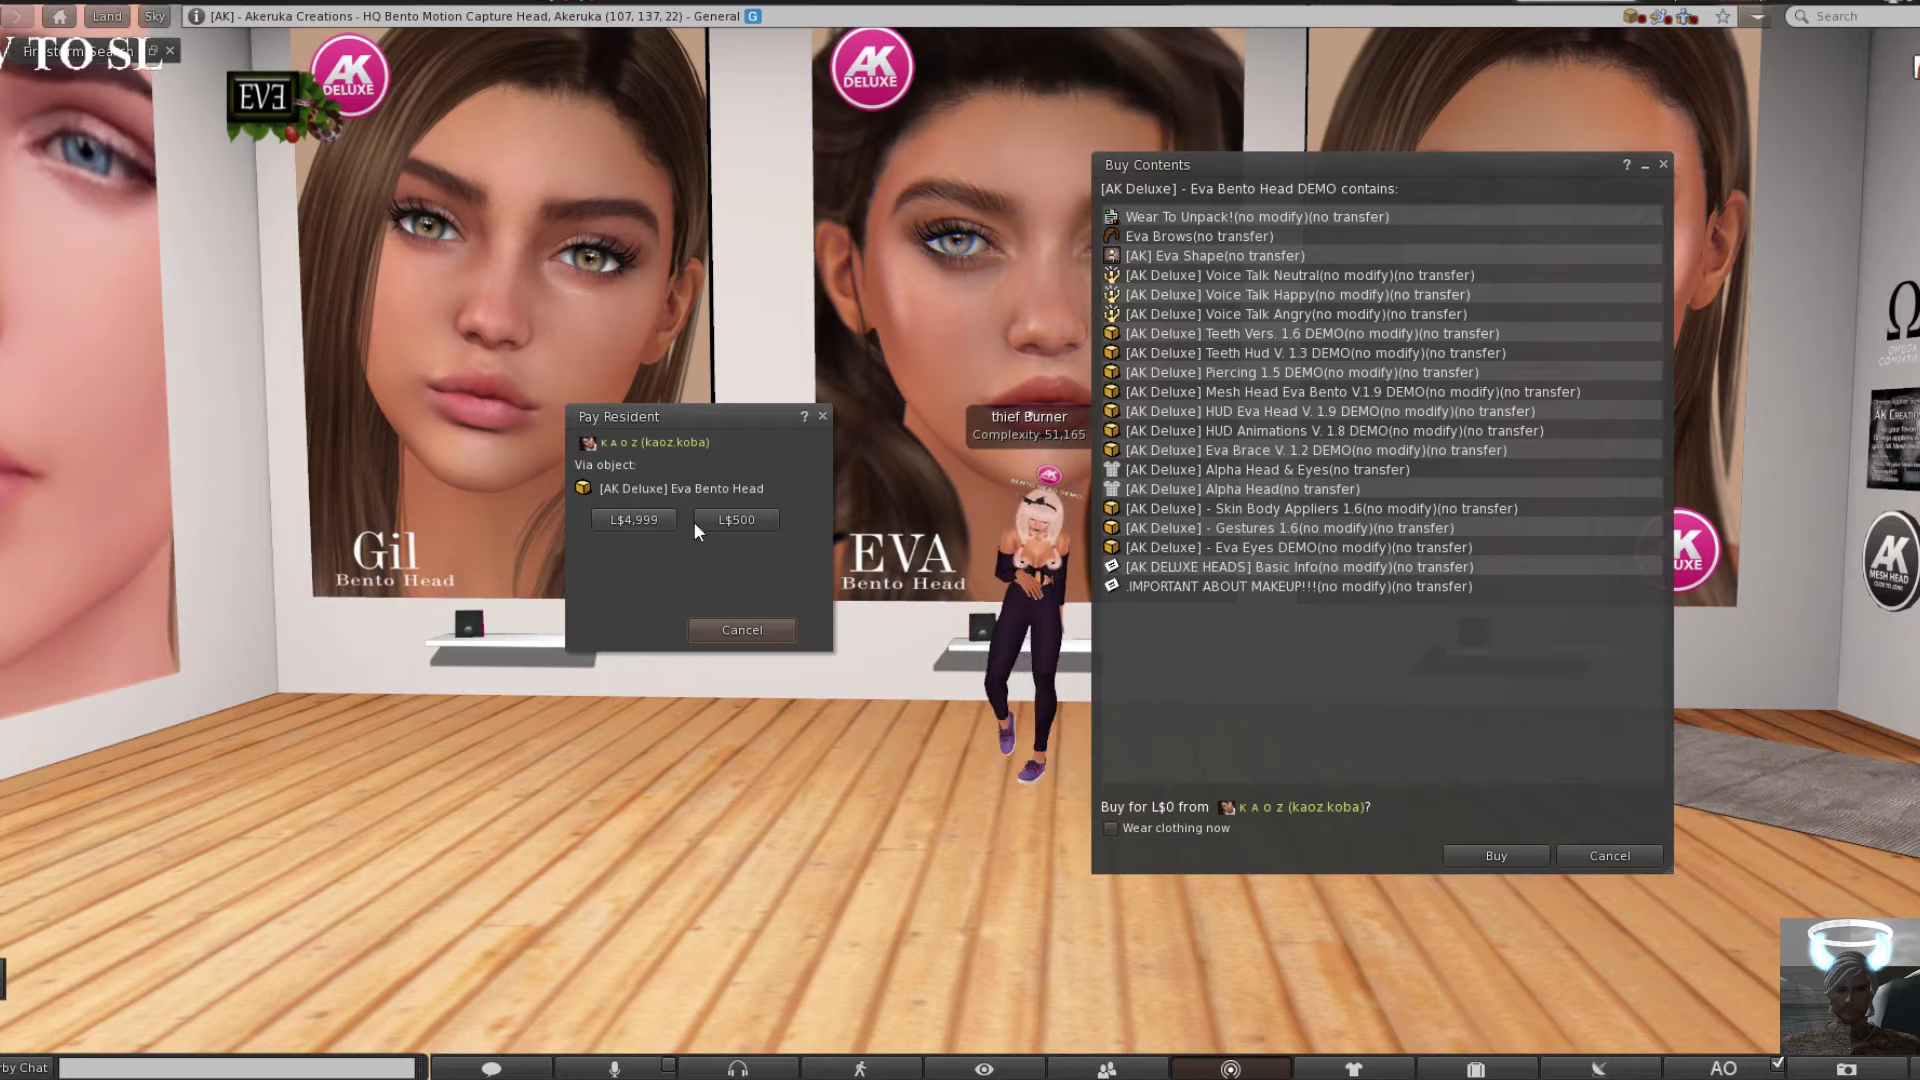 Land
Sky
[AK] - Akeruka Creations - HQ Bento Motion Capture Head, Akeruka (107, 137, 22) - General
G
Search
TO SL
AK
DELUXE
EVE
AK
DELUXE
Buy Contents
? _ ×
[AK Deluxe] - Eva Bento Head DEMO contains:
Wear To Unpack!(no modify)(no transfer)
Eva Brows(no transfer)
[AK] Eva Shape(no transfer)
[AK Deluxe] Voice Talk Neutral(no modify)(no transfer)
[AK Deluxe] Voice Talk Happy(no modify)(no transfer)
[AK Deluxe] Voice Talk Angry(no modify)(no transfer)
[AK Deluxe] Teeth Vers. 1.6 DEMO(no modify)(no transfer)
[AK Deluxe] Teeth Hud V. 1.3 DEMO(no modify)(no transfer)
[AK Deluxe] Piercing 1.5 DEMO(no modify)(no transfer)
[AK Deluxe] Mesh Head Eva Bento V.1.9 DEMO(no modify)(no transfer)
[AK Deluxe] HUD Eva Head V. 1.9 DEMO(no modify)(no transfer)
[AK Deluxe] HUD Animations V. 1.8 DEMO(no modify)(no transfer)
[AK Deluxe] Eva Brace V. 1.2 DEMO(no modify)(no transfer)
[AK Deluxe] Alpha Head & Eyes(no transfer)
[AK Deluxe] Alpha Head(no transfer)
[AK Deluxe] - Skin Body Appliers 1.6(no modify)(no transfer)
[AK Deluxe] - Gestures 1.6(no modify)(no transfer)
[AK Deluxe] - Eva Eyes DEMO(no modify)(no transfer)
[AK DELUXE HEADS] Basic Info(no modify)(no transfer)
.IMPORTANT ABOUT MAKEUP!!!(no modify)(no transfer)
Buy for L$0 from ᴋ ᴀ ᴏ ᴢ (kaoz.koba)?
Wear clothing now
Buy
Cancel
Pay Resident
? ×
ᴋ ᴀ ᴏ ᴢ (kaoz.koba)
Via object:
[AK Deluxe] Eva Bento Head
L$4,999
L$500
Cancel
thief Burner
Complexity: 51,165
Gil
Bento Head
EVA
Bento Head
Ω
AK
MESH HEAD
by Chat
AO